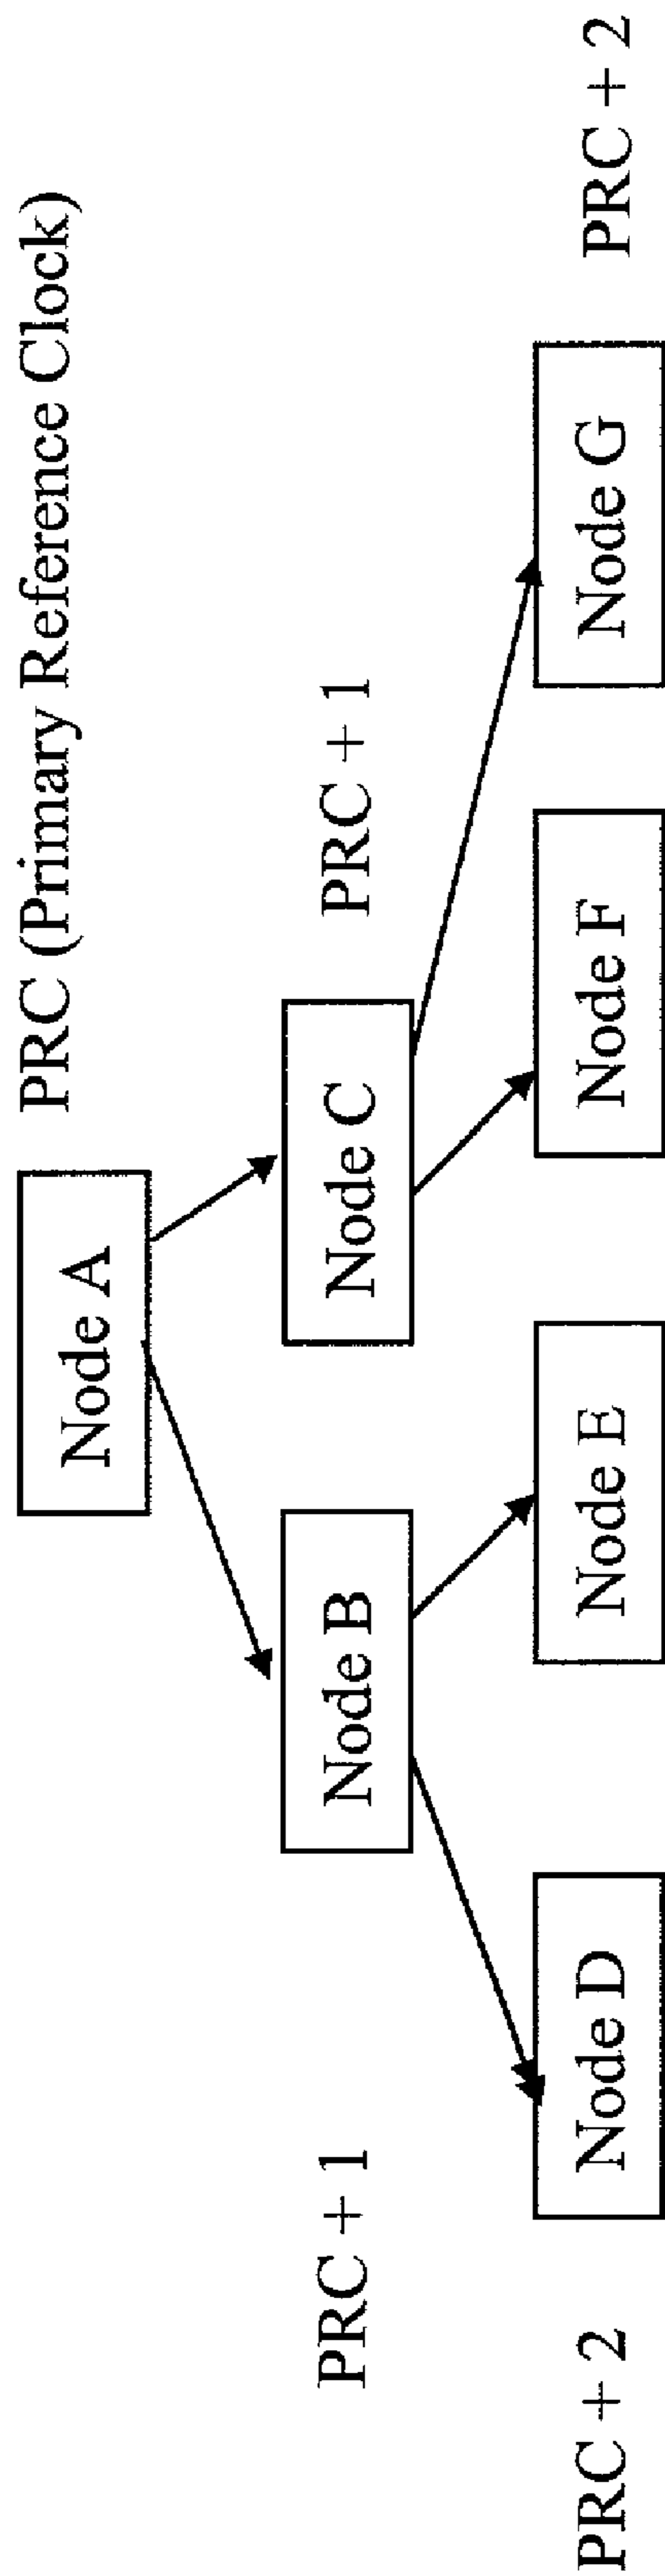 PRC (Primary Reference Clock)
Node A
PRC + 1
Node B
Node C
PRC + 1
PRC + 2
Node D
Node E
Node F
Node G
PRC + 2